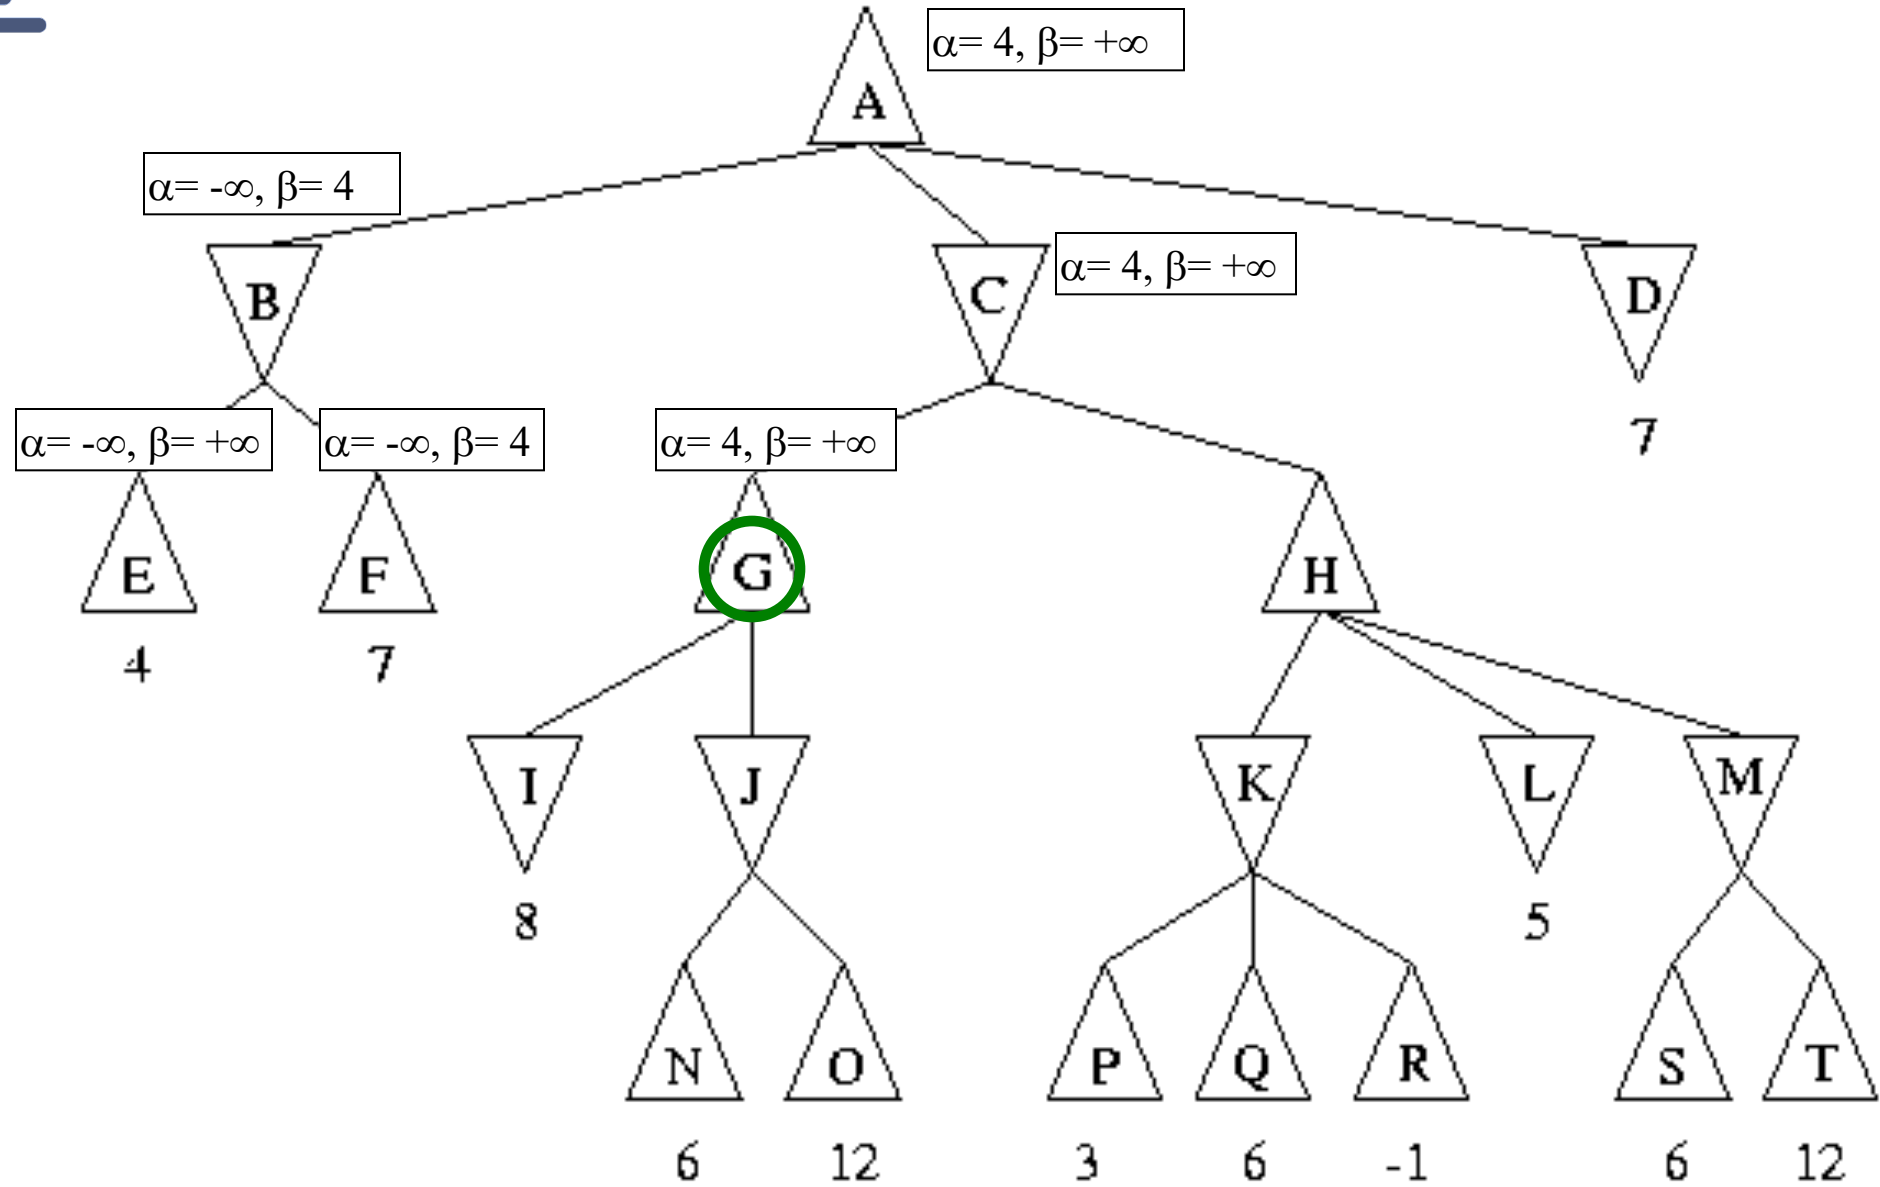 α= 4, β= +∞
A
α= -∞, β= 4
B
C
α= 4, β= +∞
D
α= -∞, β= +∞
α= -∞, β= 4
α= 4, β= +∞
7
E
F
G
H
4
7
I
J
K
L
M
8
5
N
O
P
Q
R
S
T
6
12
3
6
-1
6
12